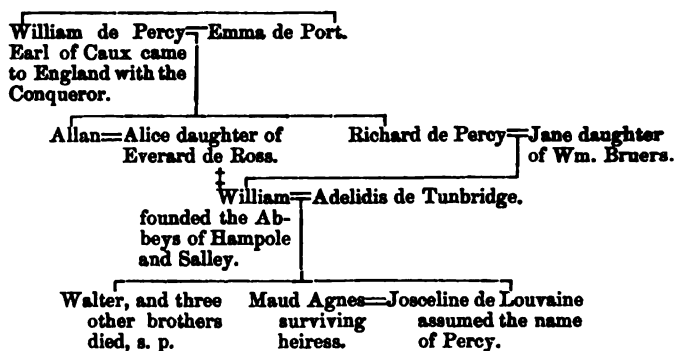 William de Percy=Emma de Port.
Earl of Caux came
to England with the
Conqueror.
Allan=Alice daughter of
Everard de Ross.
Richard de Percy=Jane daughter
of Wm. Bruers.
‡
William=Adelidis de Tunbridge.
founded the Ab-
beys of Hampole
and Salley.
Walter, and three
other brothers
died, s. p.
Maud Agnes=Josceline de Louvaine
surviving
heiress.
assumed the name
of Percy.